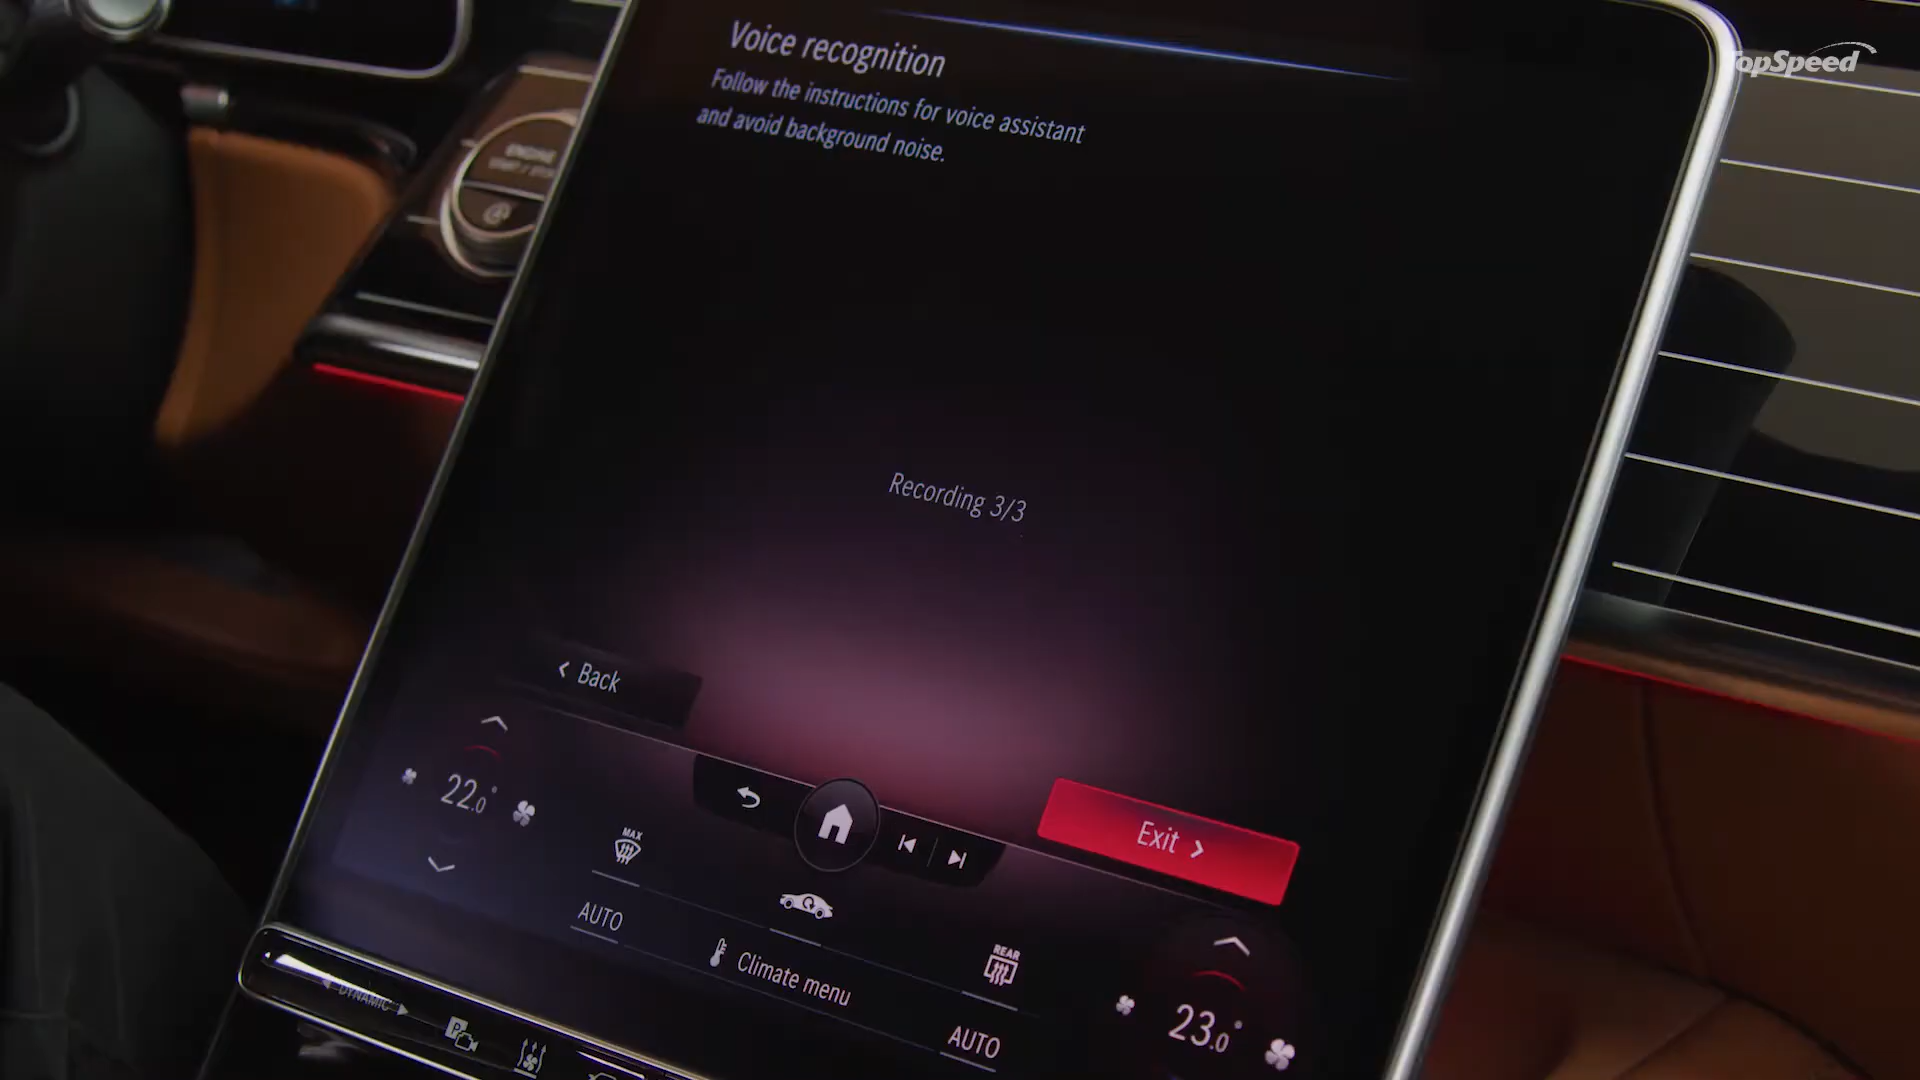 Voice recognition
Follow the instructions for voice assistant
and avoid background noise.
TopSpeed
ENGINE
Recording 3/3
Back
22.0°
MAX
Exit
AUTO
Climate menu
REAR
AUTO
23.0°
DYNAMIC
P